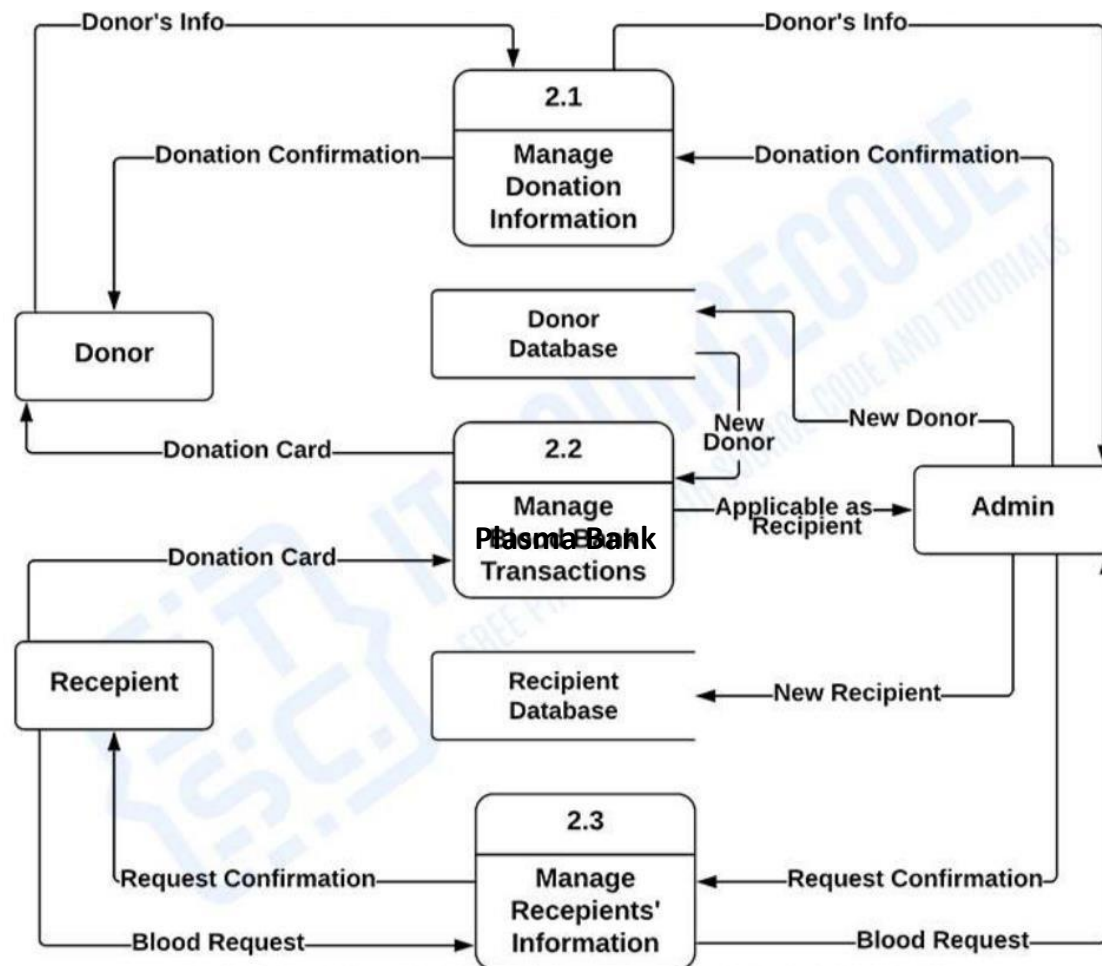 Donor's Info
Donor's Info
2.1
Manage
Donation
Information
Donation Confirmation
Donation Confirmation
Donor
Donor
Database
New
Donor
New Donor
Donation Card
2.2
Manage
Plasma Bank
Transactions
Applicable as
Recipient
Admin
Donation Card
Recepient
Recipient
Database
New Recipient
2.3
Manage
Recepients'
Information
Request Confirmation
Request Confirmation
Blood Request
Blood Request